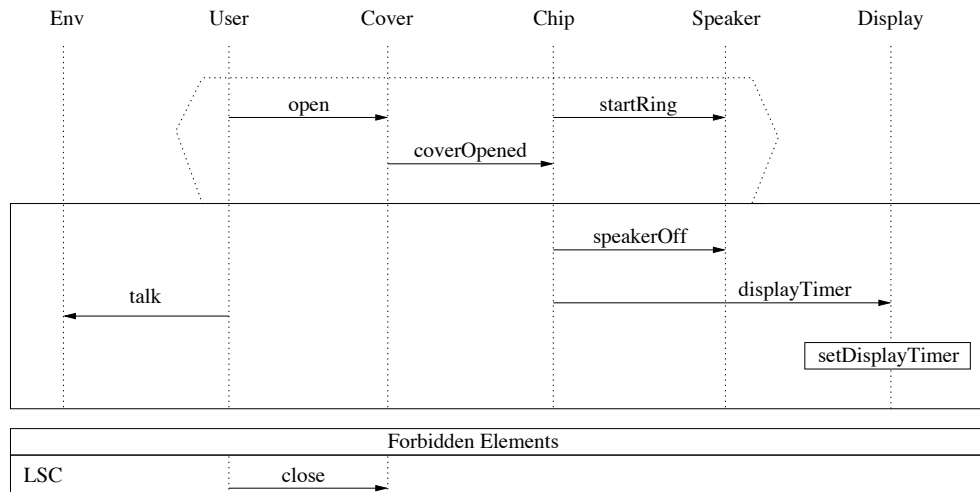 Env User Cover Chip Speaker Display
open startRing
coverOpened
speakerOff
displayTimer
talk
setDisplayTimer
Forbidden Elements
LSC close